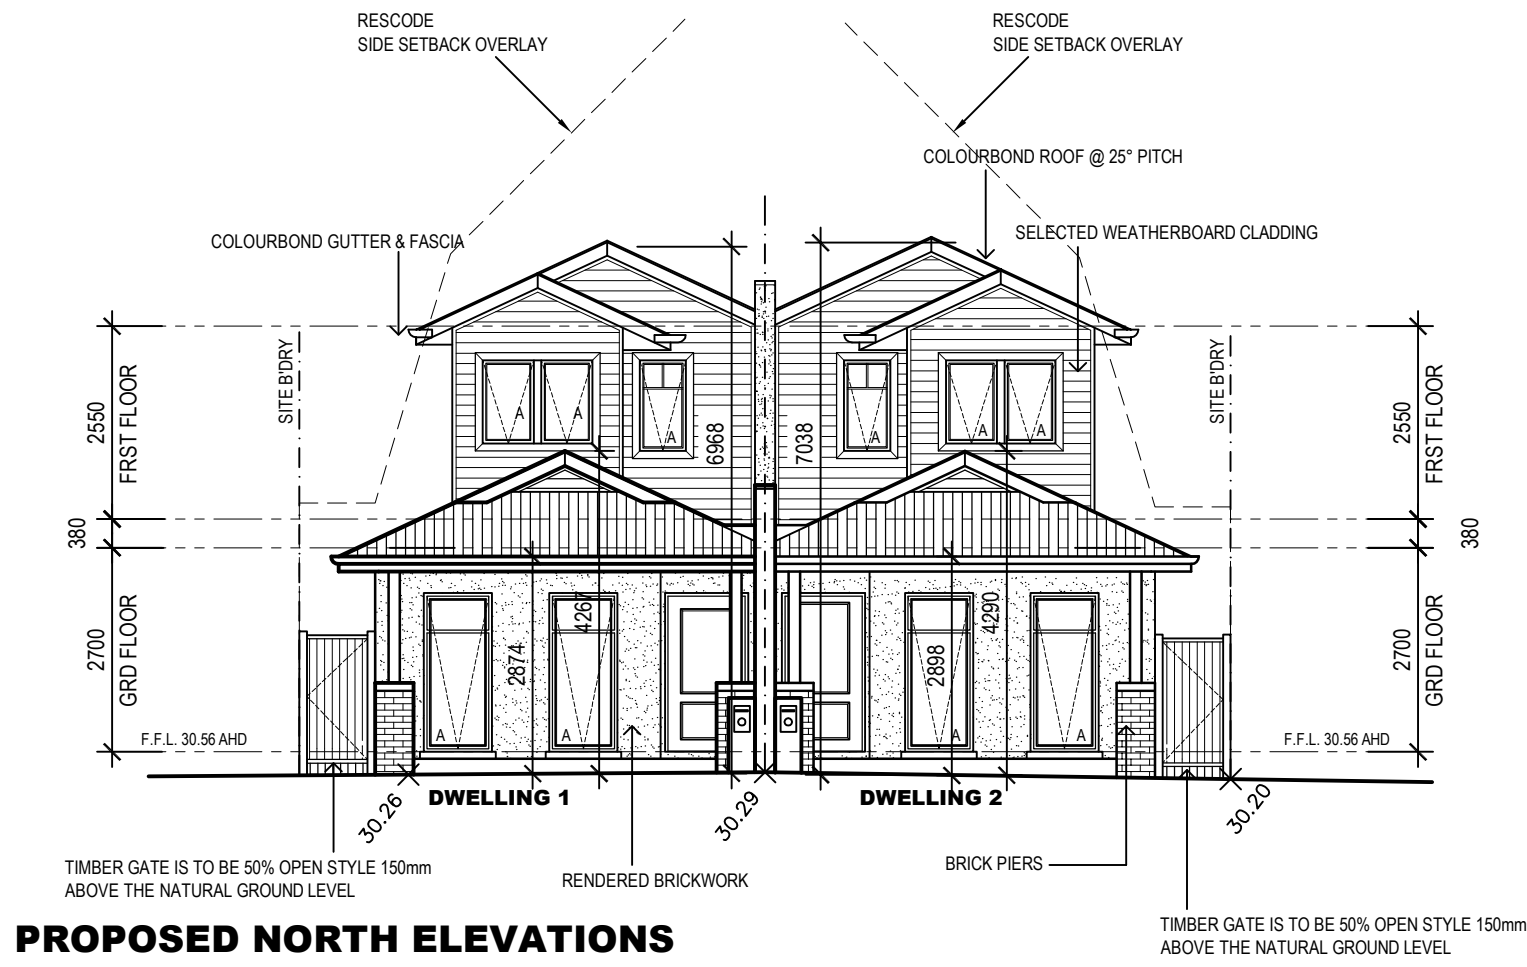 RESCODE
SIDE SETBACK OVERLAY
RESCODE
SIDE SETBACK OVERLAY
COLOURBOND ROOF @ 25° PITCH
COLOURBOND GUTTER & FASCIA
SELECTED WEATHERBOARD CLADDING
SITE B'DRY
SITE B'DRY
2550
FRST FLOOR
2550
FRST FLOOR
A
A
A
A
A
A
6968
7038
380
380
2700
GRD FLOOR
2700
GRD FLOOR
4267
2874
4290
2898
A
A
A
A
F.F.L. 30.56 AHD
F.F.L. 30.56 AHD
30.26
DWELLING 1
30.29
DWELLING 2
30.20
TIMBER GATE IS TO BE 50% OPEN STYLE 150mm
ABOVE THE NATURAL GROUND LEVEL
RENDERED BRICKWORK
BRICK PIERS
TIMBER GATE IS TO BE 50% OPEN STYLE 150mm
ABOVE THE NATURAL GROUND LEVEL
PROPOSED NORTH ELEVATIONS